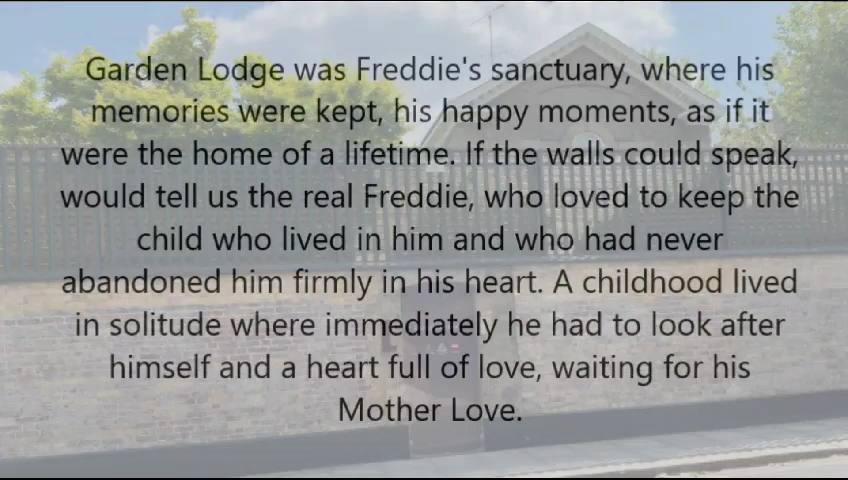 Garden Lodge was Freddie's sanctuary, where his
memories were kept, his happy moments, as if it
were the home of a lifetime. If the walls could speak,
would tell us the real Freddie, who loved to keep the
child who lived in him and who had never
abandoned him firmly in his heart. A childhood lived
in solitude where immediately he had to look after
himself and a heart full of love, waiting for his
Mother Love.